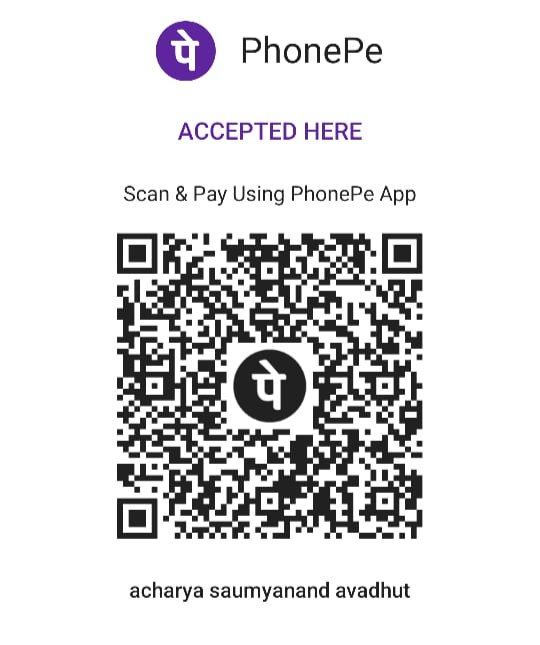 पे PhonePe
ACCEPTED HERE
Scan & Pay Using PhonePe App
पे
acharya saumyanand avadhut